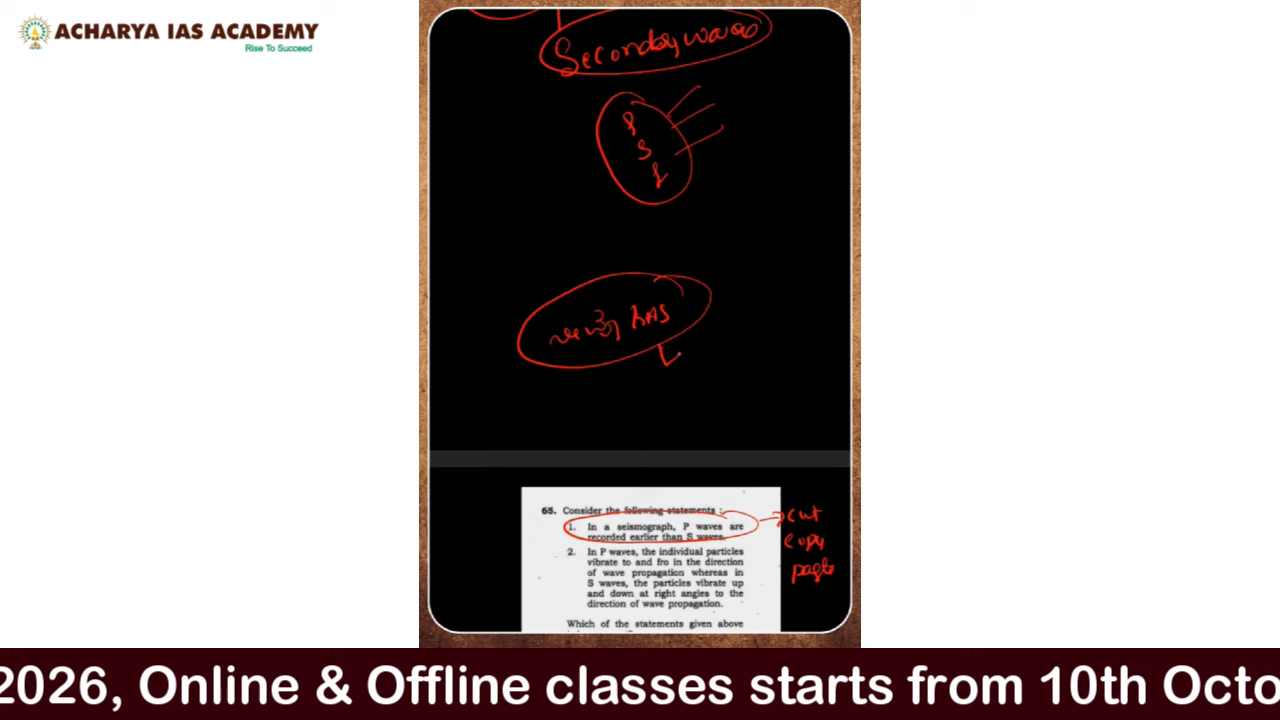 ACHARYA IAS ACADEMY
Rise To Succeed
Secondary waves
P
S
L
KAS
65. Consider the following statements :
1. In a seismograph, P waves are
recorded earlier than S waves.
2. In P waves, the individual particles
vibrate to and fro in the direction
of wave propagation whereas in
S waves, the particles vibrate up
and down at right angles to the
direction of wave propagation.
Which of the statements given above
cut
copy
paste
2026, Online & Offline classes starts from 10th Octo